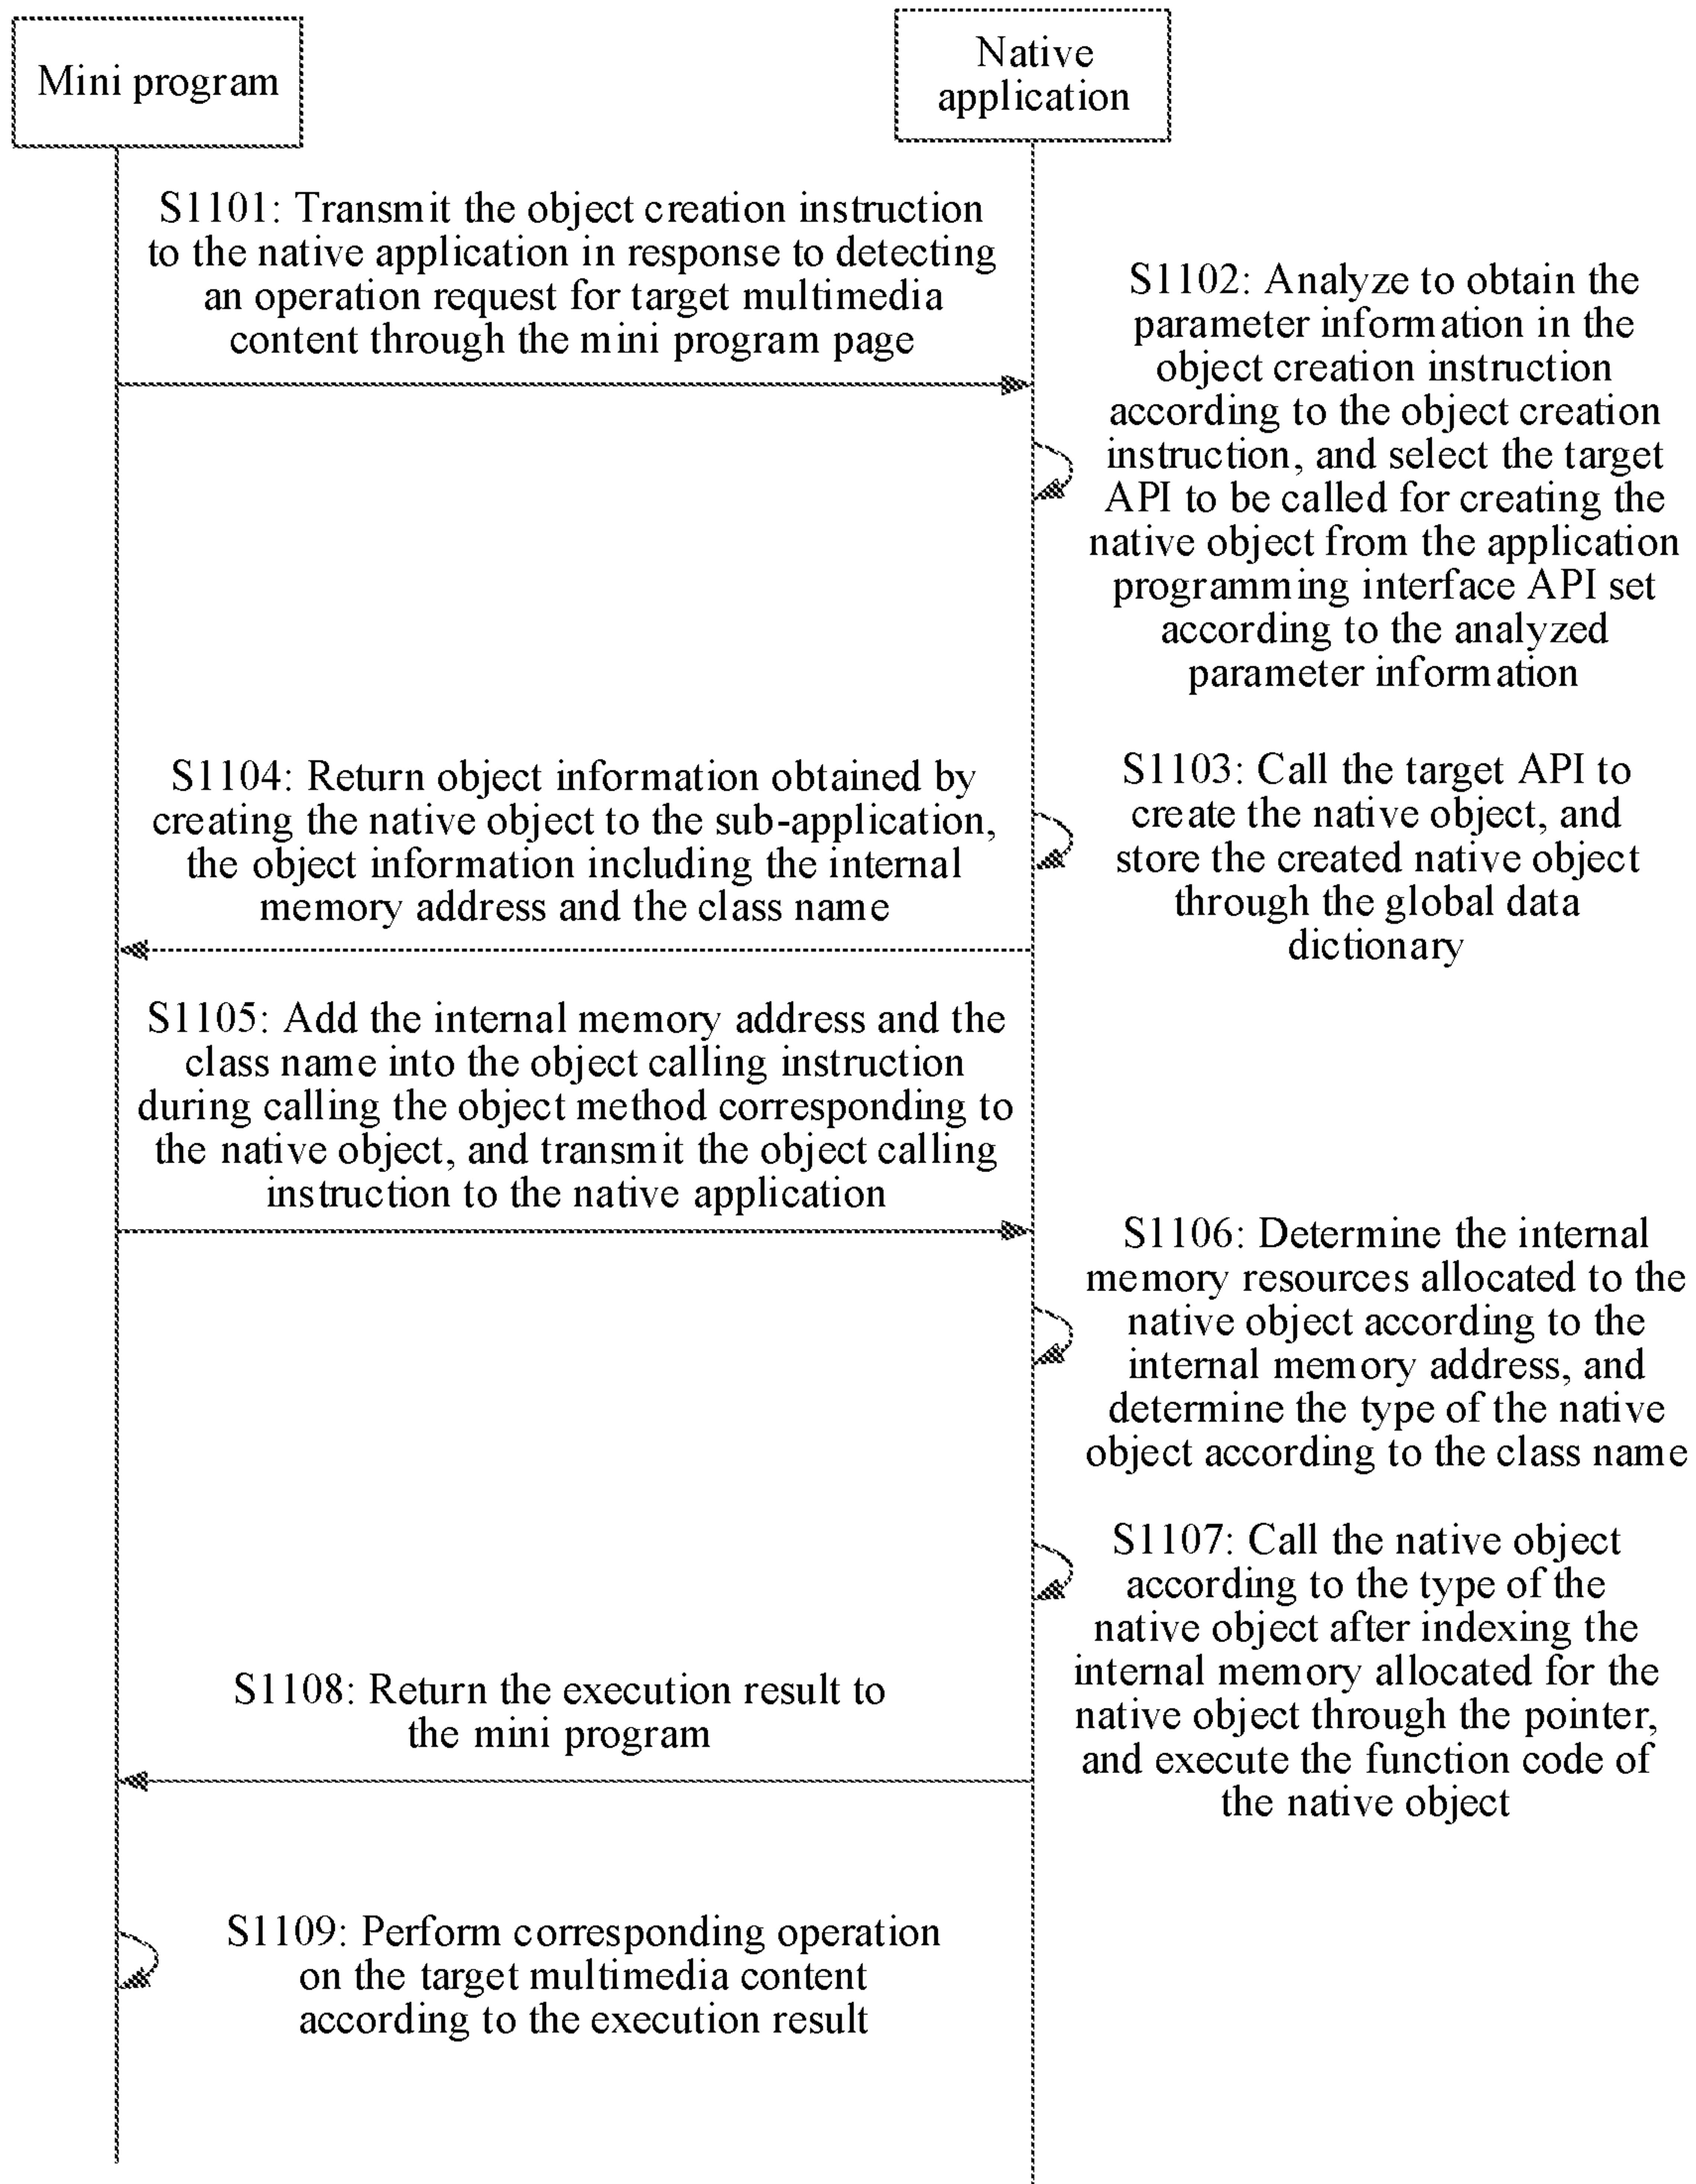 Mini program
Native
application
S1101: Transmit the object creation instruction
to the native application in response to detecting
an operation request for target multimedia
content through the mini program page
S1102: Analyze to obtain the
parameter information in the
object creation instruction
according to the object creation
instruction, and select the target
API to be called for creating the
native object from the application
programming interface API set
according to the analyzed
parameter information
S1103: Call the target API to
create the native object, and
store the created native object
through the global data
dictionary
S1104: Return object information obtained by
creating the native object to the sub-application,
the object information including the internal
memory address and the class name
S1105: Add the internal memory address and the
class name into the object calling instruction
during calling the object method corresponding to
the native object, and transmit the object calling
instruction to the native application
S1106: Determine the internal
memory resources allocated to the
native object according to the
internal memory address, and
determine the type of the native
object according to the class name
S1107: Call the native object
according to the type of the
native object after indexing the
internal memory allocated for the
native object through the pointer,
and execute the function code of
the native object
S1108: Return the execution result to
the mini program
S1109: Perform corresponding operation
on the target multimedia content
according to the execution result